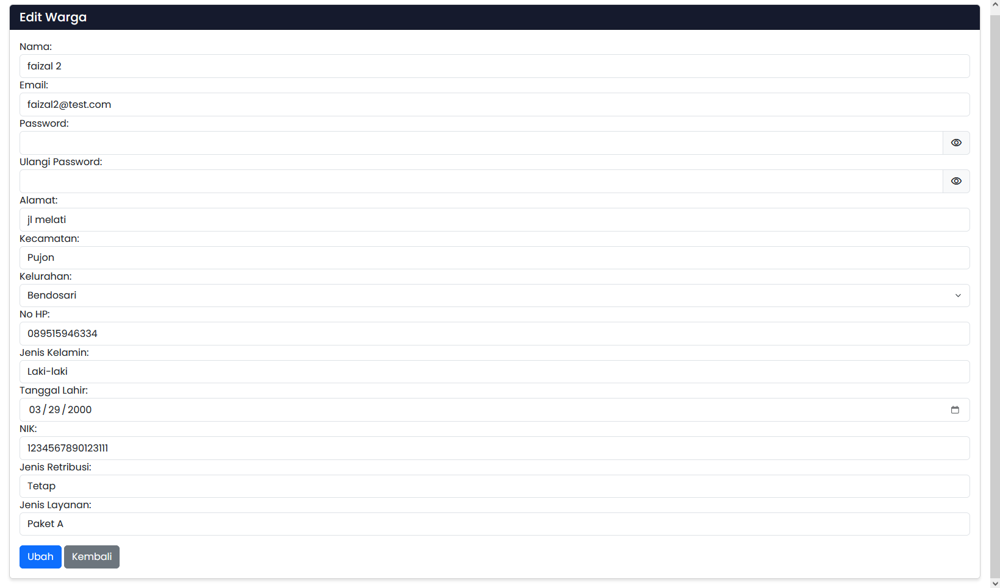 Edit Warga
Nama:
faizal 2
Email:
faizal2@test.com
Password:
Ulangi Password:
Alamat:
jl melati
Kecamatan:
Pujon
Kelurahan:
Bendosari
No HP:
089515946334
Jenis Kelamin:
Laki-laki
Tanggal Lahir:
03/29/2000
NIK:
1234567890123111
Jenis Retribusi:
Tetap
Jenis Layanan:
Paket A
Ubah Kembali